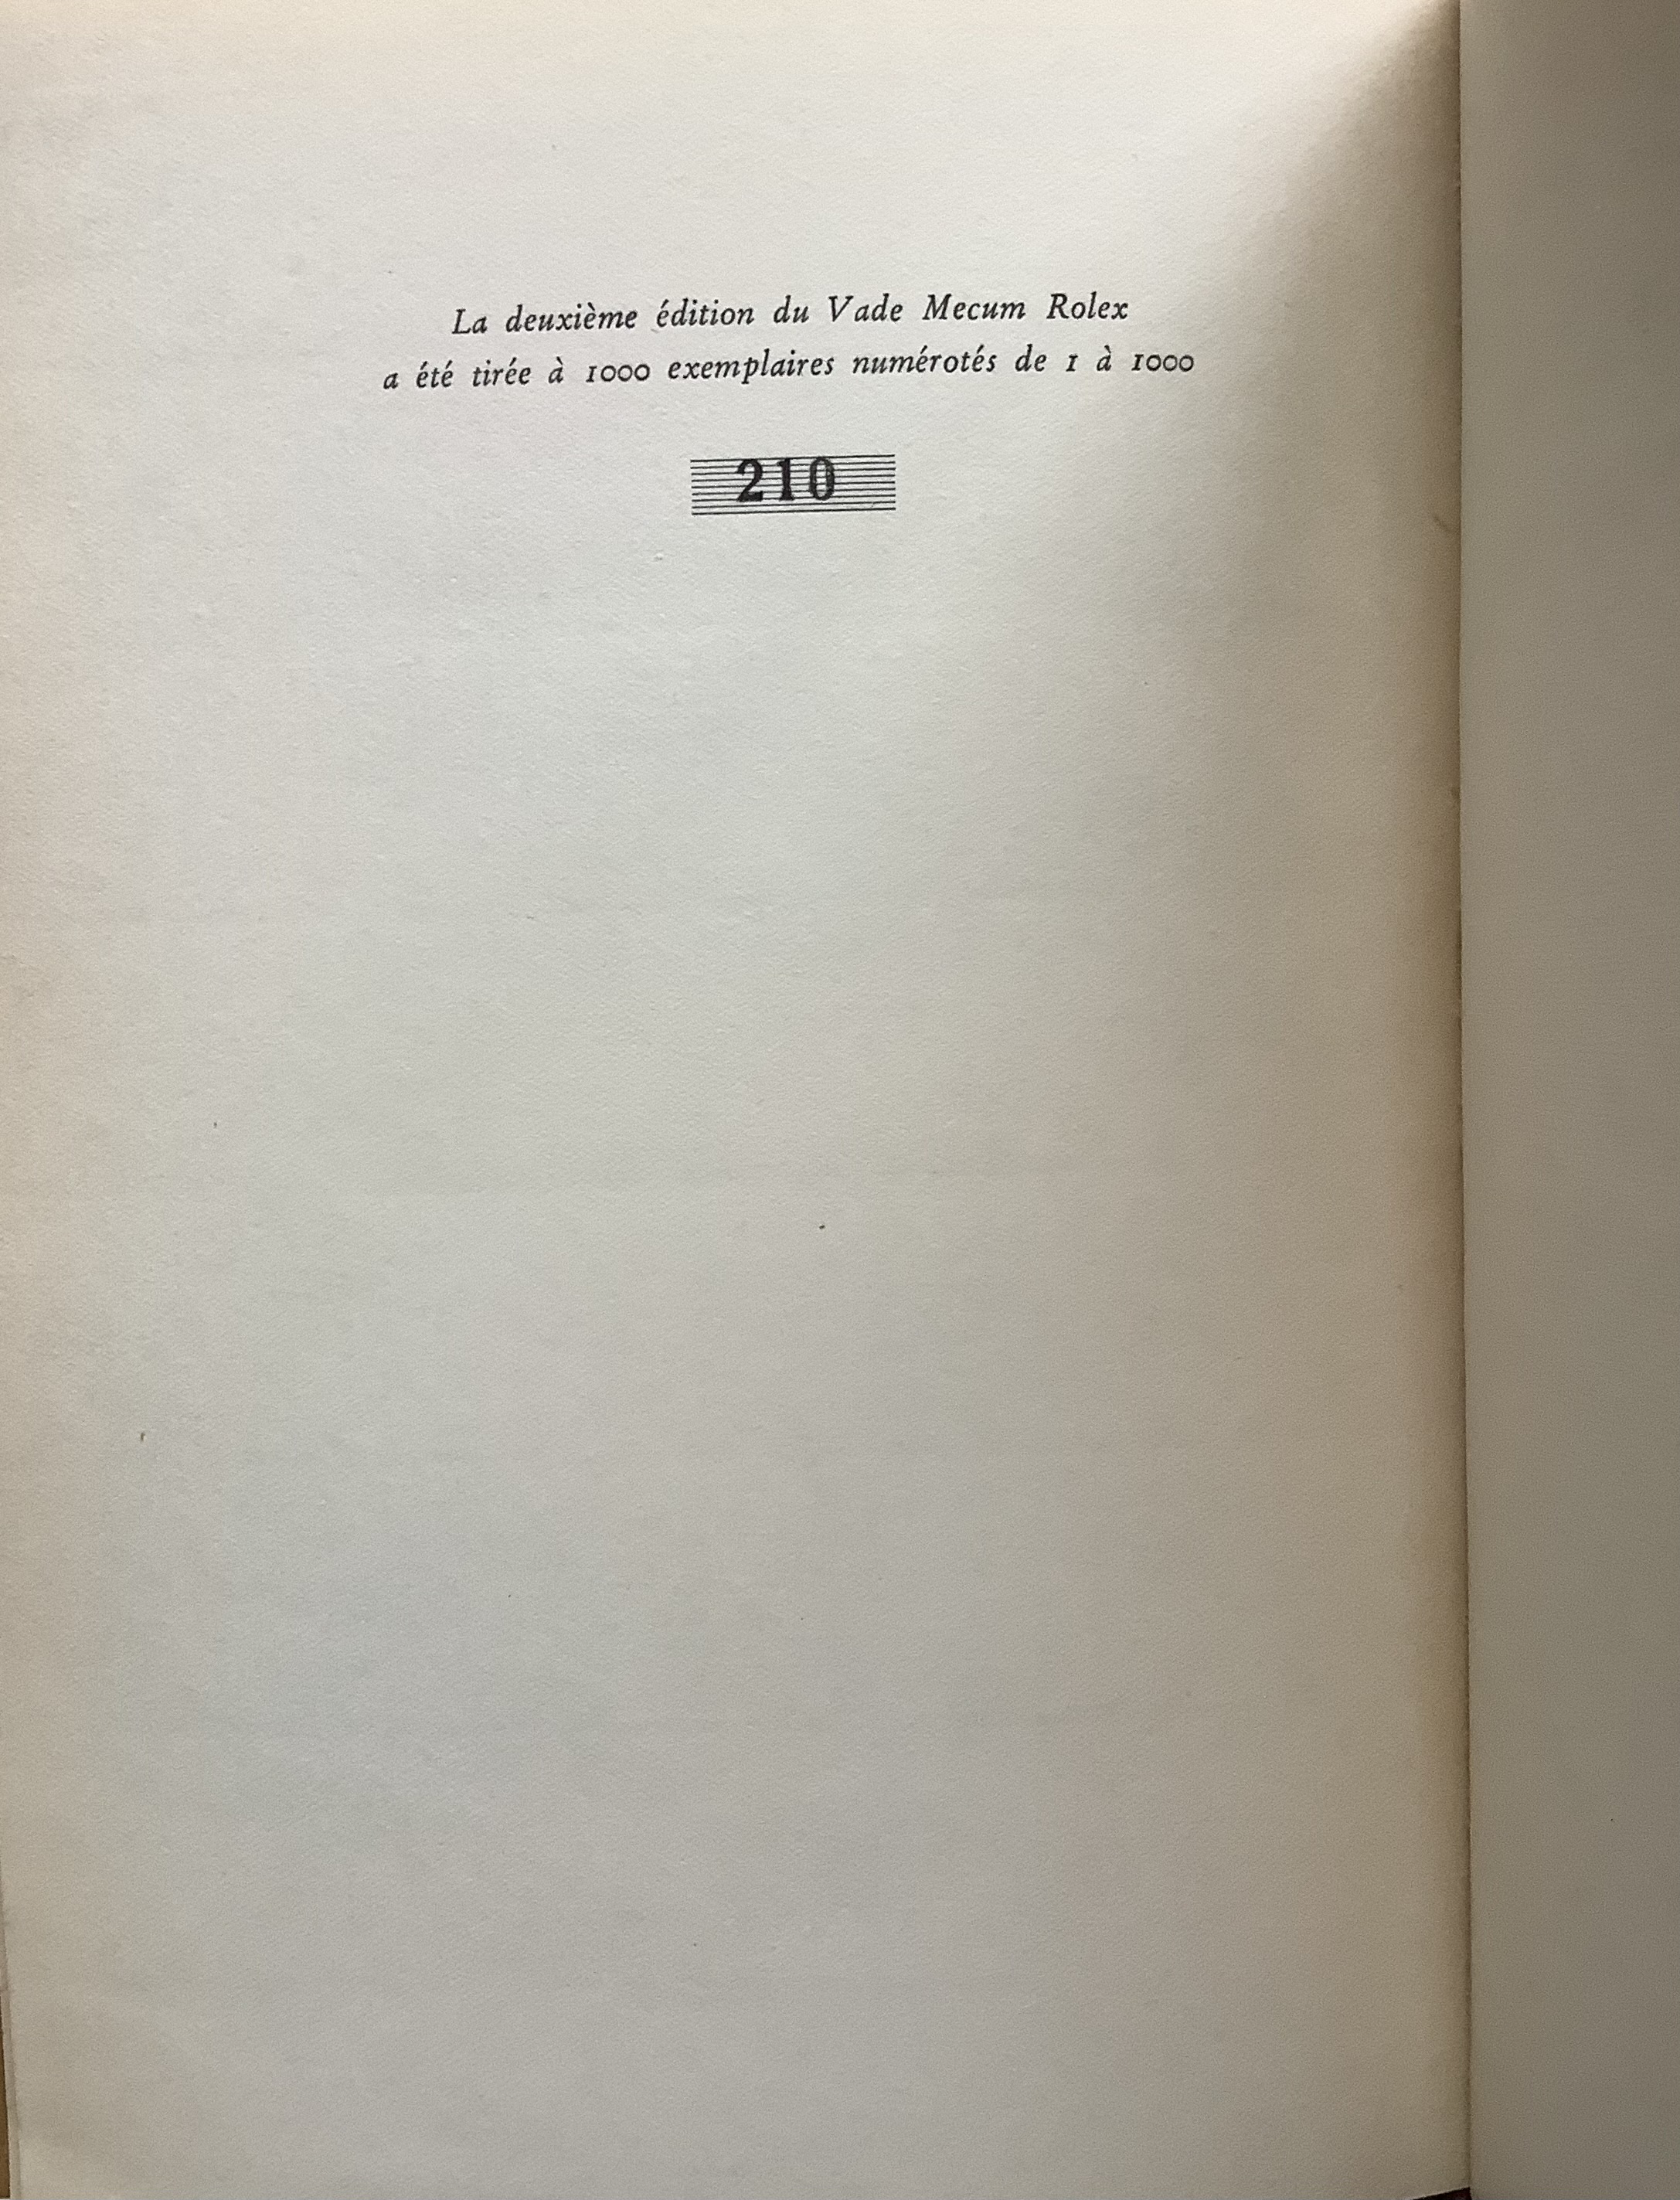 La deuxième édition du Vade Mecum Rolex
a été tirée à 1000 exemplaires numérotés de 1 à 1000
210